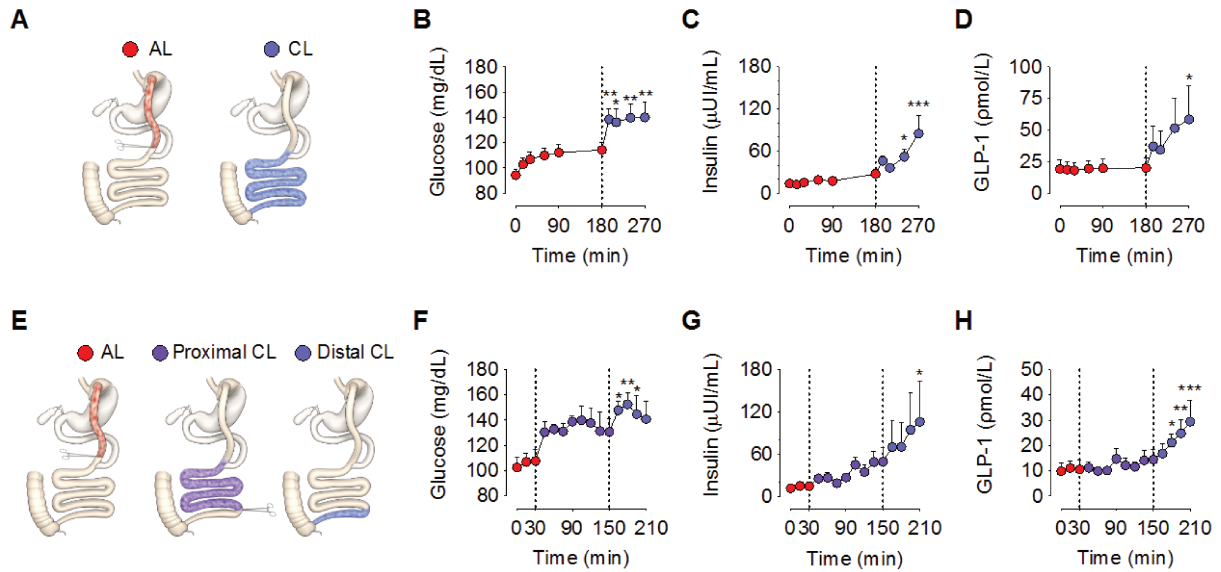 A
AL
CL
B
Glucose (mg/dL)
180
160
140
120
100
80
** * ** **
0 90 180 270
Time (min)
C
Insulin (µUI/mL)
180
120
60
0
* ***
0 90 180 270
Time (min)
D
GLP-1 (pmol/L)
100
75
50
25
0
*
0 90 180 270
Time (min)
E
AL
Proximal CL
Distal CL
F
Glucose (mg/dL)
180
160
140
120
100
80
* ** *
0 30 90 150 210
Time (min)
G
Insulin (µUI/mL)
180
120
60
0
*
0 30 90 150 210
Time (min)
H
GLP-1 (pmol/L)
50
40
30
20
10
0
* ** ***
0 30 90 150 210
Time (min)